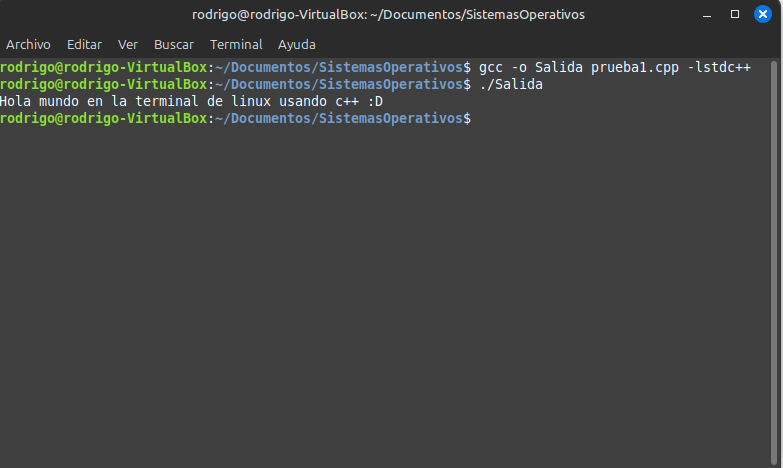 rodrigo@rodrigo-VirtualBox: ~/Documentos/SistemasOperativos
Archivo Editar Ver Buscar Terminal Ayuda
rodrigo@rodrigo-VirtualBox:~/Documentos/SistemasOperativos$ gcc -o Salida prueba1.cpp -lstdc++
rodrigo@rodrigo-VirtualBox:~/Documentos/SistemasOperativos$ ./Salida
Hola mundo en la terminal de linux usando c++ :D
rodrigo@rodrigo-VirtualBox:~/Documentos/SistemasOperativos$